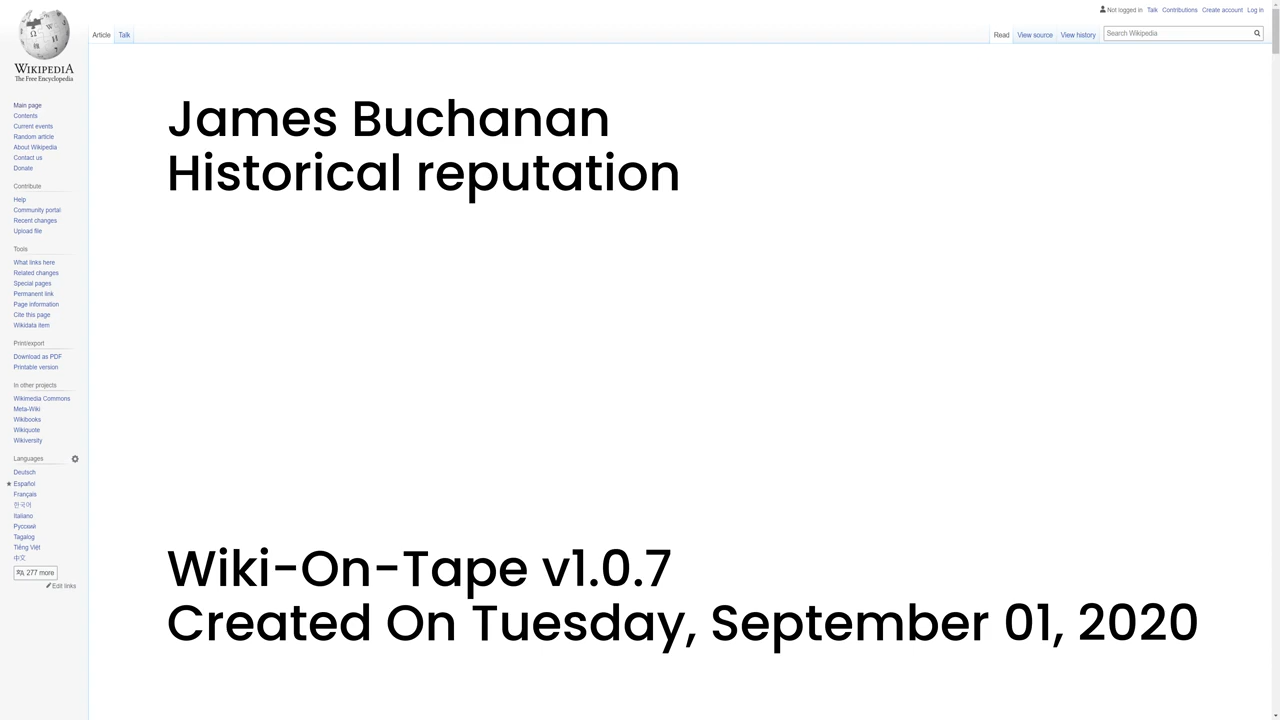 Not logged in Talk Contributions Create account Log in
Article Talk Read View source View history Search Wikipedia
WIKIPEDIA
The Free Encyclopedia
Main page
Contents
Current events
Random article
About Wikipedia
Contact us
Donate
Contribute
Help
Community portal
Recent changes
Upload file
Tools
What links here
Related changes
Special pages
Permanent link
Page information
Cite this page
Wikidata item
Print/export
Download as PDF
Printable version
In other projects
Wikimedia Commons
Meta-Wiki
Wikibooks
Wikiquote
Wikiversity
Languages
Deutsch
Español
Français
한국어
Italiano
Русский
Tagalog
Tiếng Việt
中文
277 more
Edit links
James Buchanan
Historical reputation
Wiki-On-Tape v1.0.7
Created On Tuesday, September 01, 2020